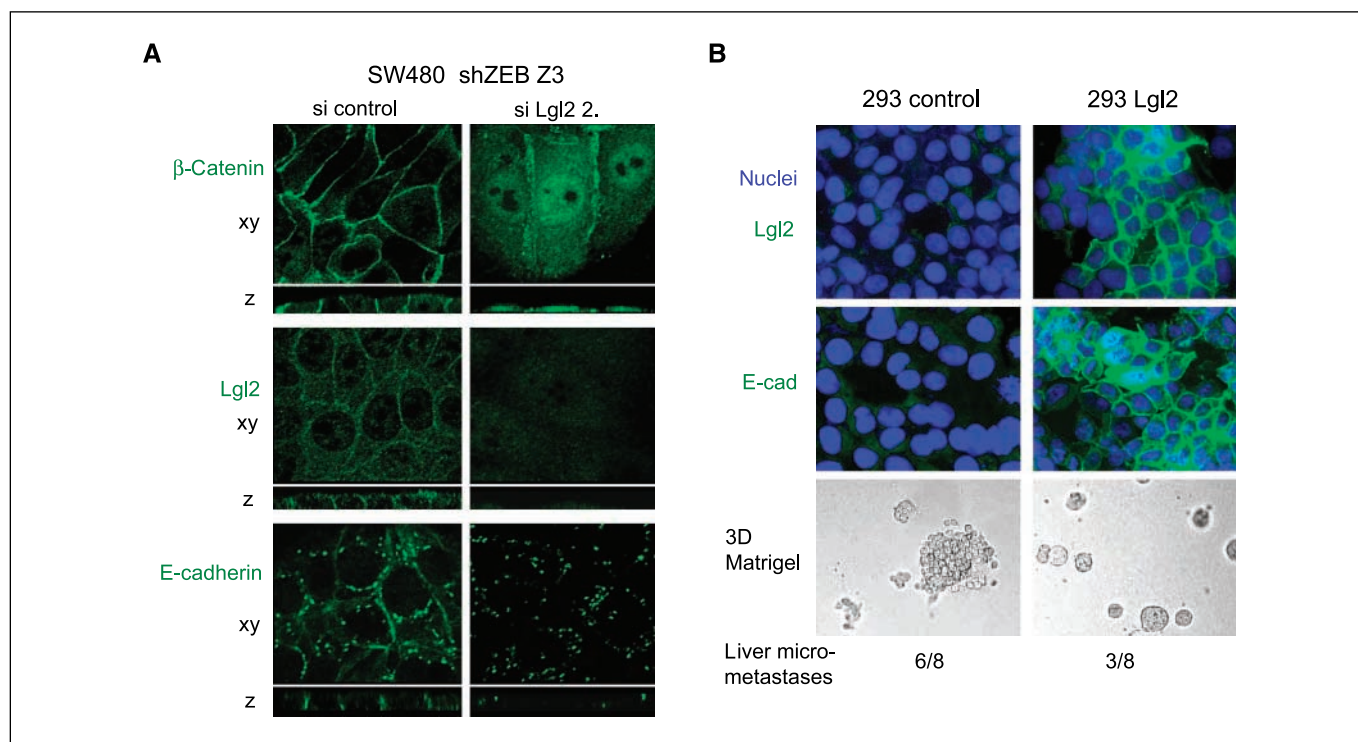 A
SW480 shZEB Z3
si control si Lgl2 2.
β-Catenin
xy
z
Lgl2
xy
z
E-cadherin
xy
z
B
293 control 293 Lgl2
Nuclei
Lgl2
E-cad
3D
Matrigel
Liver micro-
metastases
6/8 3/8